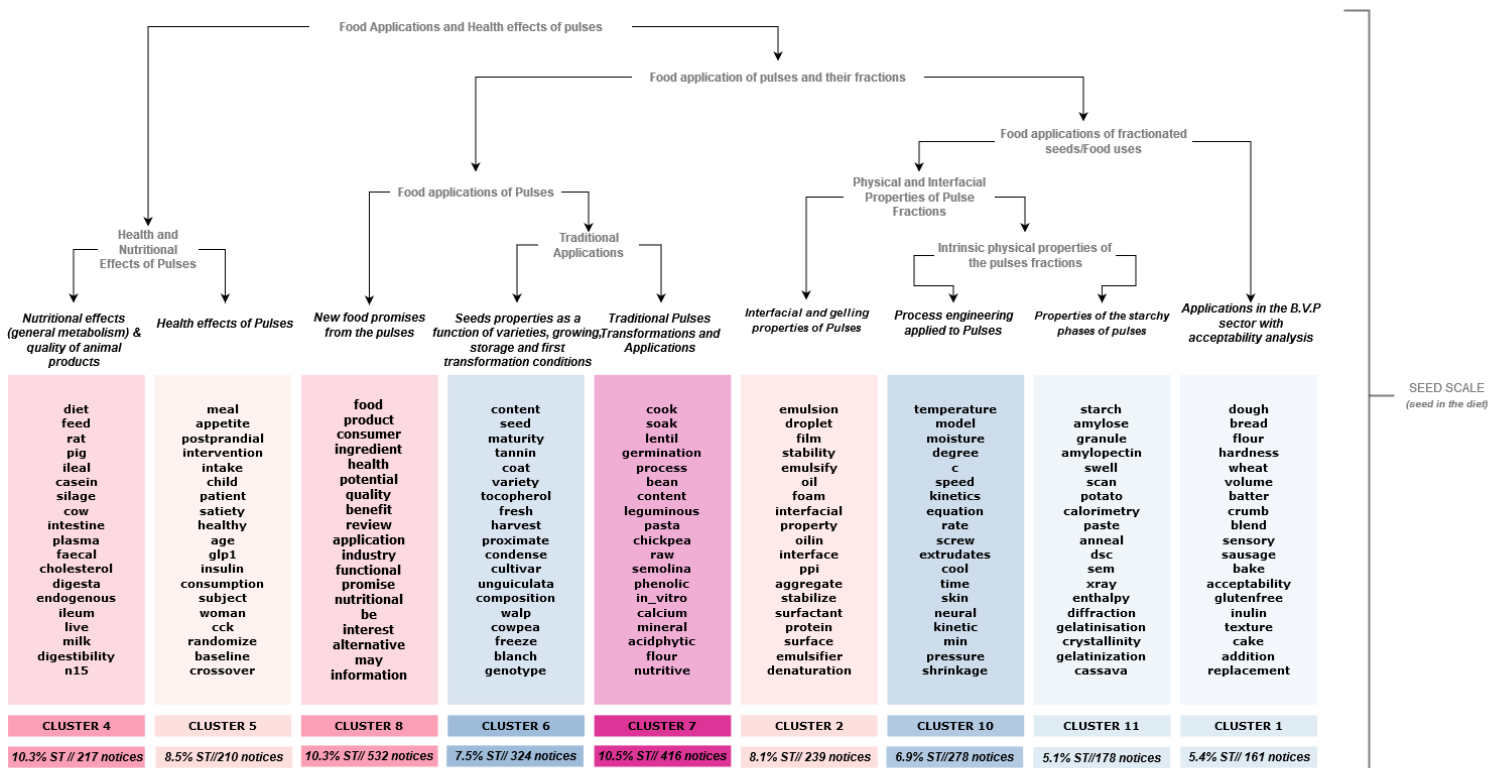 Food Applications and Health effects of pulses
Food application of pulses and their fractions
Food applications of fractionated
seeds/Food uses
Food applications of Pulses
Physical and Interfacial
Properties of Pulse
Fractions
Health and
Nutritional
Effects of Pulses
Traditional
Applications
Intrinsic physical properties of
the pulses fractions
Nutritional effects
(general metabolism) &
quality of animal
products
Health effects of Pulses
New food promises
from the pulses
Seeds properties as a
function of varieties, growing,
storage and first
transformation conditions
Traditional Pulses
Transformations and
Applications
Interfacial and gelling
properties of Pulses
Process engineering
applied to Pulses
Properties of the starchy
phases of pulses
Applications in the B.V.P
sector with
acceptability analysis
SEED SCALE
(seed in the diet)
diet
feed
rat
pig
ileal
casein
silage
cow
intestine
plasma
faecal
cholesterol
digesta
endogenous
ileum
live
milk
digestibility
n15
CLUSTER 4
10.3% ST // 217 notices
meal
appetite
postprandial
intervention
intake
child
patient
satiety
healthy
age
glp1
insulin
consumption
subject
woman
cck
randomize
baseline
crossover
CLUSTER 5
8.5% ST//210 notices
food
product
consumer
ingredient
health
potential
quality
benefit
review
application
industry
functional
promise
nutritional
be
interest
alternative
may
information
CLUSTER 8
10.3% ST// 532 notices
content
seed
maturity
tannin
coat
variety
tocopherol
fresh
harvest
proximate
condense
cultivar
unguiculata
composition
walp
cowpea
freeze
blanch
genotype
CLUSTER 6
7.5% ST// 324 notices
cook
soak
lentil
germination
process
bean
content
leguminous
pasta
chickpea
raw
semolina
phenolic
in_vitro
calcium
mineral
acidphytic
flour
nutritive
CLUSTER 7
10.5% ST// 416 notices
emulsion
droplet
film
stability
emulsify
oil
foam
interfacial
property
oilin
interface
ppi
aggregate
stabilize
surfactant
protein
surface
emulsifier
denaturation
CLUSTER 2
8.1% ST// 239 notices
temperature
model
moisture
degree
c
speed
kinetics
equation
rate
screw
extrudates
cool
time
skin
neural
kinetic
min
pressure
shrinkage
CLUSTER 10
6.9% ST//278 notices
starch
amylose
granule
amylopectin
swell
scan
potato
calorimetry
paste
anneal
dsc
sem
xray
enthalpy
diffraction
gelatinisation
crystallinity
gelatinization
cassava
CLUSTER 11
5.1% ST//178 notices
dough
bread
flour
hardness
wheat
volume
batter
crumb
blend
sensory
sausage
bake
acceptability
glutenfree
inulin
texture
cake
addition
replacement
CLUSTER 1
5.4% ST// 161 notices